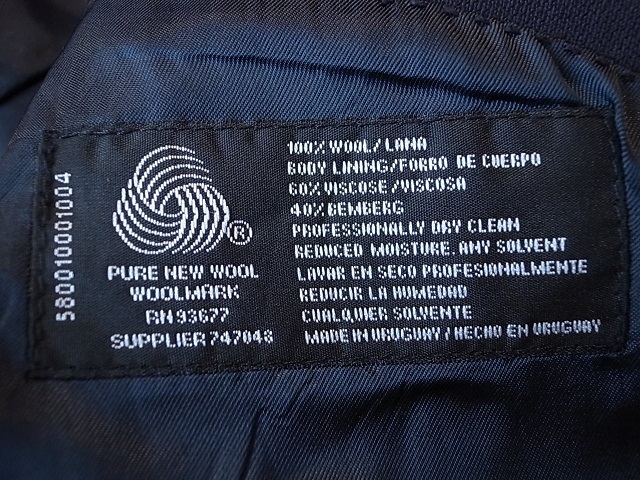 580010001004
®
PURE NEW WOOL
WOOLMARK
RN 93677
SUPPLIER 747048
100% WOOL/LANA
BODY LINING/FORRO DE CUERPO
60% VISCOSE/VISCOSA
40% BEMBERG
PROFESSIONALLY DRY CLEAN
REDUCED MOISTURE. ANY SOLVENT
LAVAR EN SECO PROFESIONALMENTE
REDUCIR LA HUMEDAD
CUALQUIER SOLVENTE
MADE IN URUGUAY/HECHO EN URUGUAY